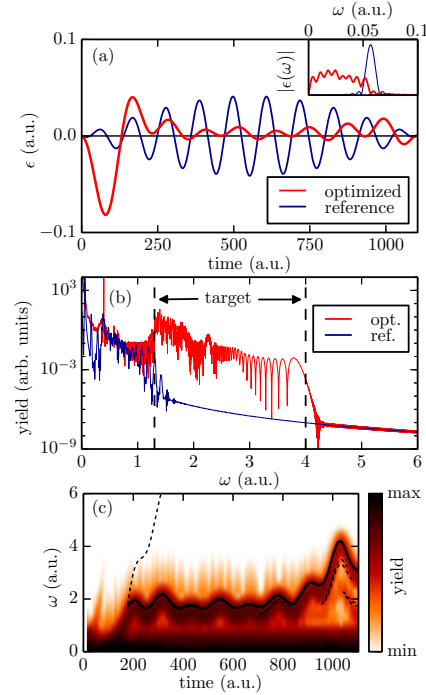 ω (a.u.)
0 0.05 0.1
|ϵ(ω)|
0.1
(a)
0.0
ϵ (a.u.)
optimized
reference
−0.1
0 250 500 750 1000
time (a.u.)
10³
(b)
target
opt.
ref.
10⁻³
yield (arb. units)
10⁻⁹
0 1 2 3 4 5 6
ω (a.u.)
6
(c)
max
4
ω (a.u.)
yield
2
0
min
0 200 400 600 800 1000
time (a.u.)